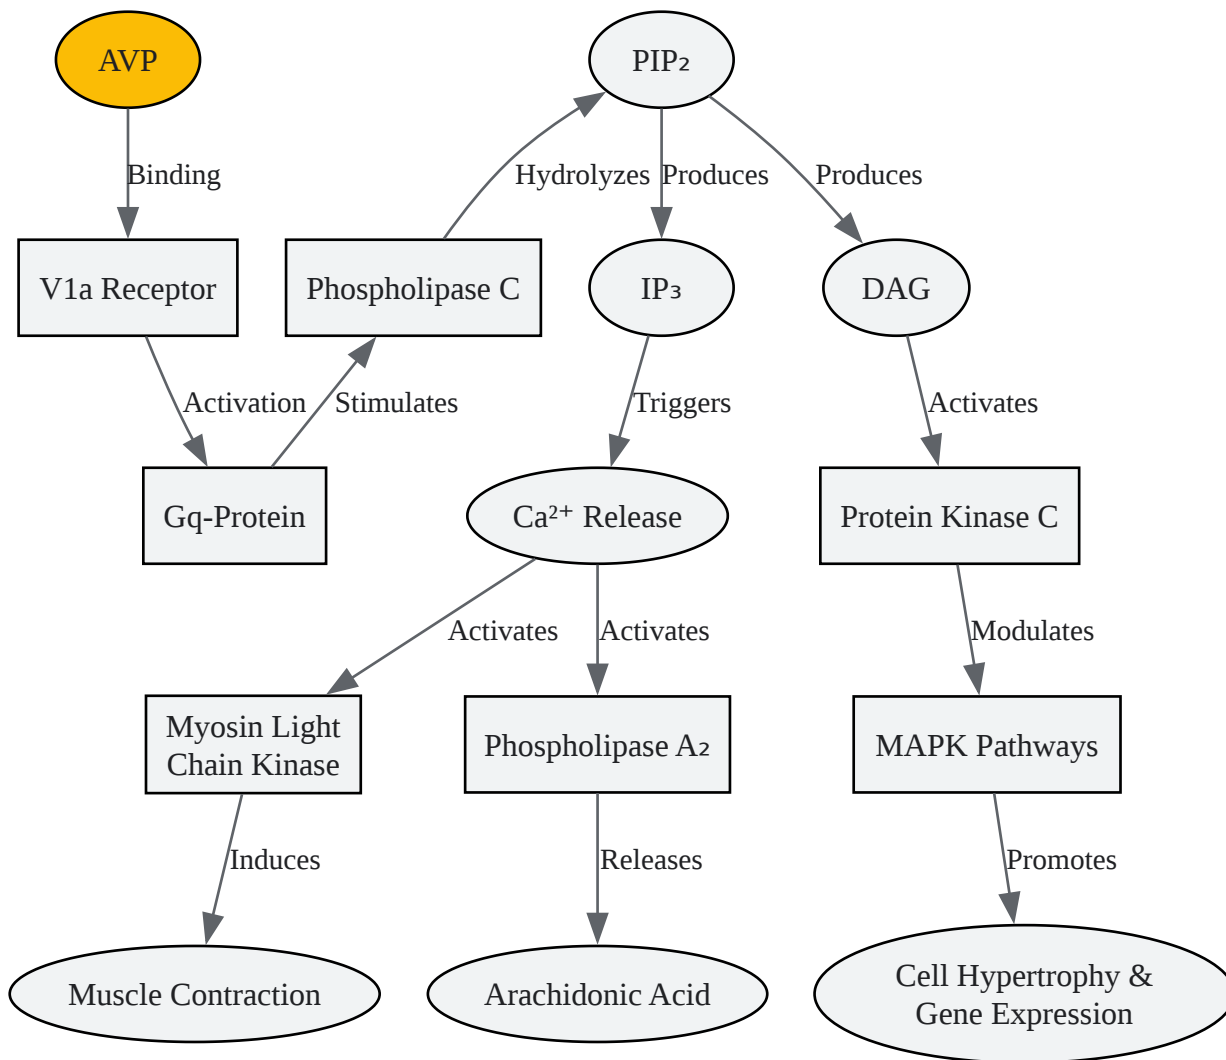 AVP
PIP₂
Binding
Hydrolyzes
Produces
Produces
V1a Receptor
Phospholipase C
IP₃
DAG
Activation
Stimulates
Triggers
Activates
Gq-Protein
Ca²⁺ Release
Protein Kinase C
Activates
Activates
Modulates
Myosin Light
Chain Kinase
Phospholipase A₂
MAPK Pathways
Induces
Releases
Promotes
Muscle Contraction
Arachidonic Acid
Cell Hypertrophy &
Gene Expression